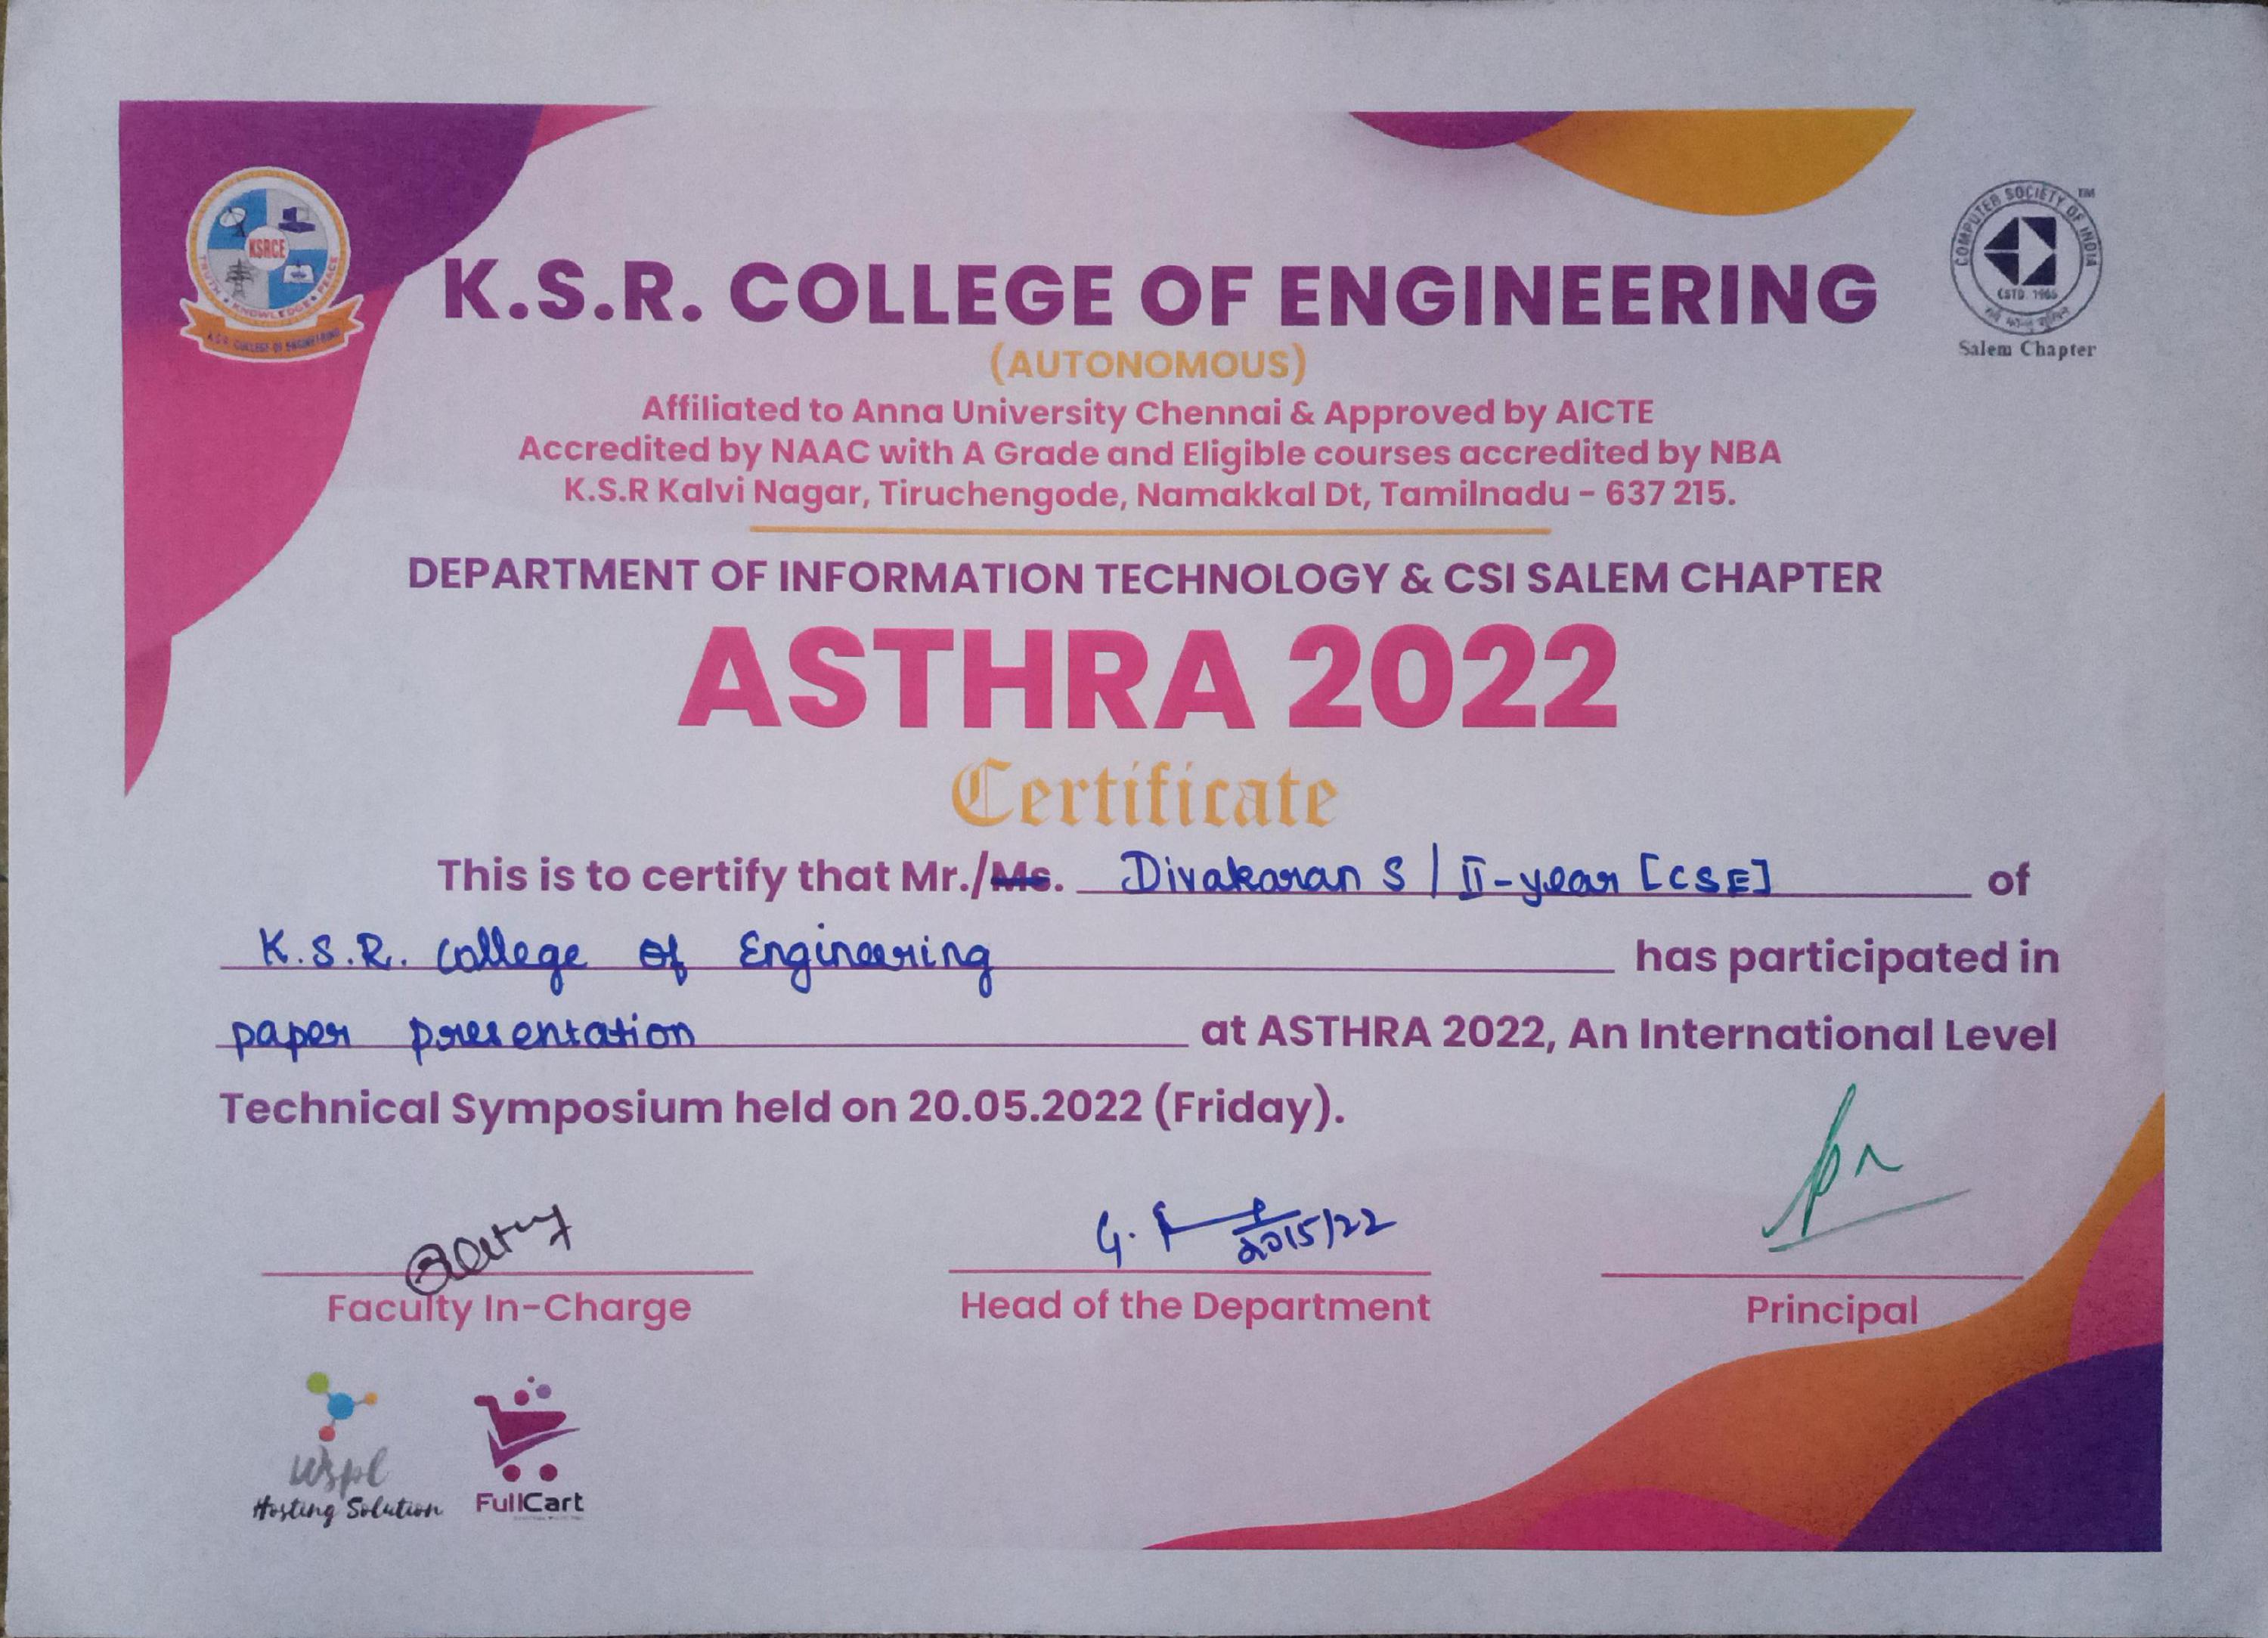 KSRCE
TRUTH • KNOWLEDGE • PEACE
K.S.R. COLLEGE OF ENGINEERING
COMPUTER SOCIETY OF INDIA
TM
ESTD. 1965
Salem Chapter
K.S.R. COLLEGE OF ENGINEERING
(AUTONOMOUS)
Affiliated to Anna University Chennai & Approved by AICTE
Accredited by NAAC with A Grade and Eligible courses accredited by NBA
K.S.R Kalvi Nagar, Tiruchengode, Namakkal Dt, Tamilnadu - 637 215.
DEPARTMENT OF INFORMATION TECHNOLOGY & CSI SALEM CHAPTER
ASTHRA 2022
Certificate
This is to certify that Mr./Ms. Divakaran S / II-year [CSE] of
K.S.R. College of Engineering has participated in
paper presentation at ASTHRA 2022, An International Level
Technical Symposium held on 20.05.2022 (Friday).
20/5/22
Faculty In-Charge Head of the Department Principal
Wspl
Hosting Solution
FullCart